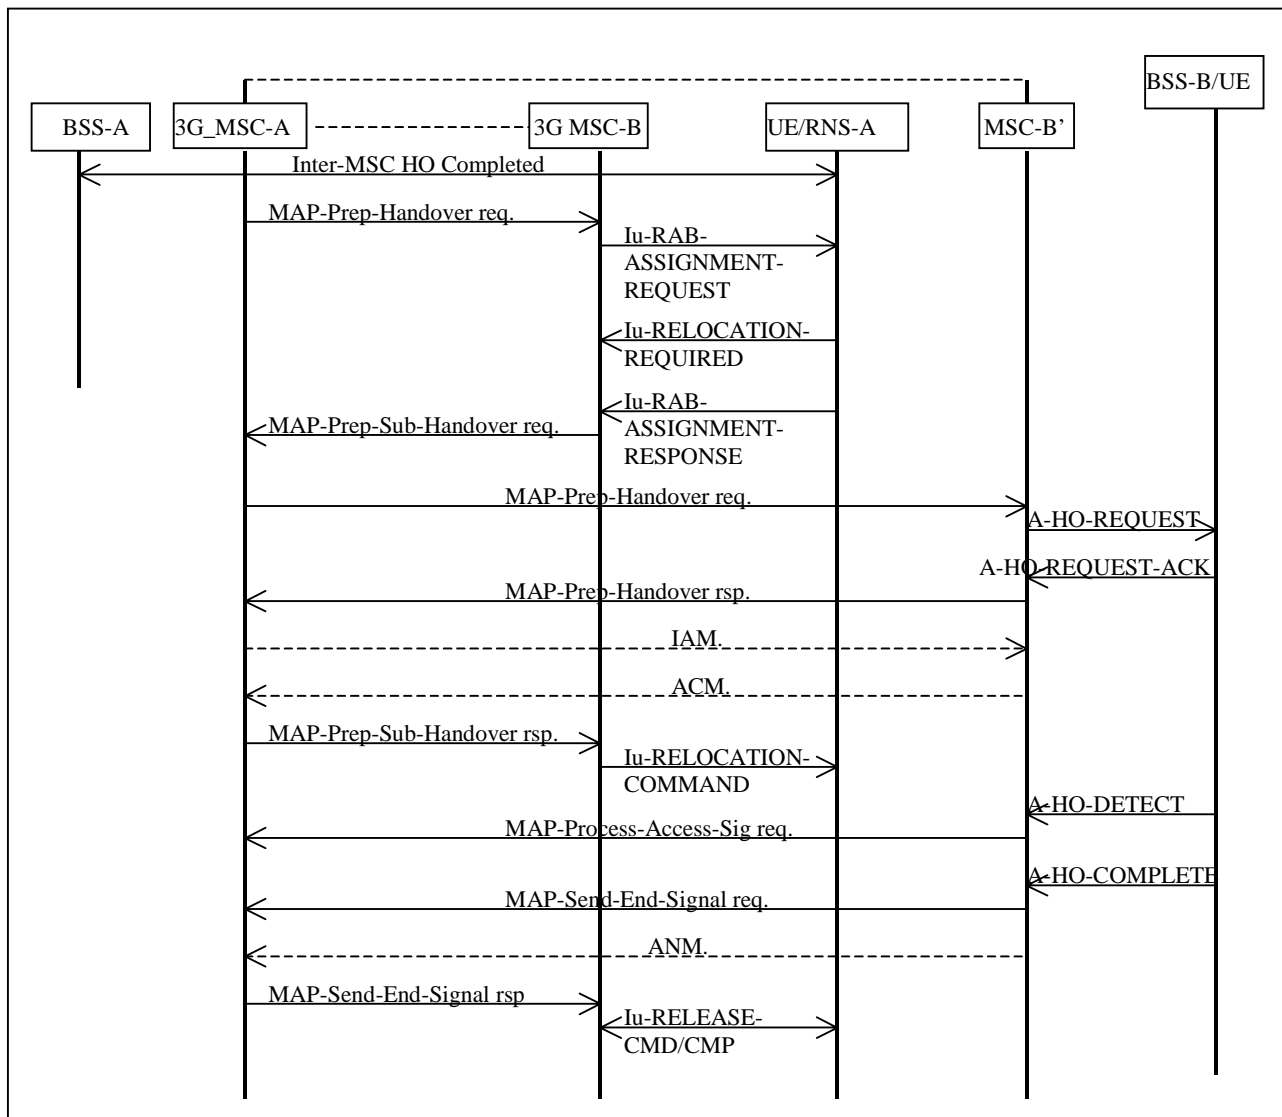 BSS-B/UE
BSS-A
3G_MSC-A
3G MSC-B
UE/RNS-A
MSC-B’
Inter-MSC HO Completed
MAP-Prep-Handover req.
Iu-RAB-
ASSIGNMENT-
REQUEST
Iu-RELOCATION-
REQUIRED
Iu-RAB-
ASSIGNMENT-
RESPONSE
MAP-Prep-Sub-Handover req.
MAP-Prep-Handover req.
A-HO-REQUEST
A-HO-REQUEST-ACK
MAP-Prep-Handover rsp.
IAM.
ACM.
MAP-Prep-Sub-Handover rsp.
Iu-RELOCATION-
COMMAND
A-HO-DETECT
MAP-Process-Access-Sig req.
A-HO-COMPLETE
MAP-Send-End-Signal req.
ANM.
MAP-Send-End-Signal rsp
Iu-RELEASE-
CMD/CMP